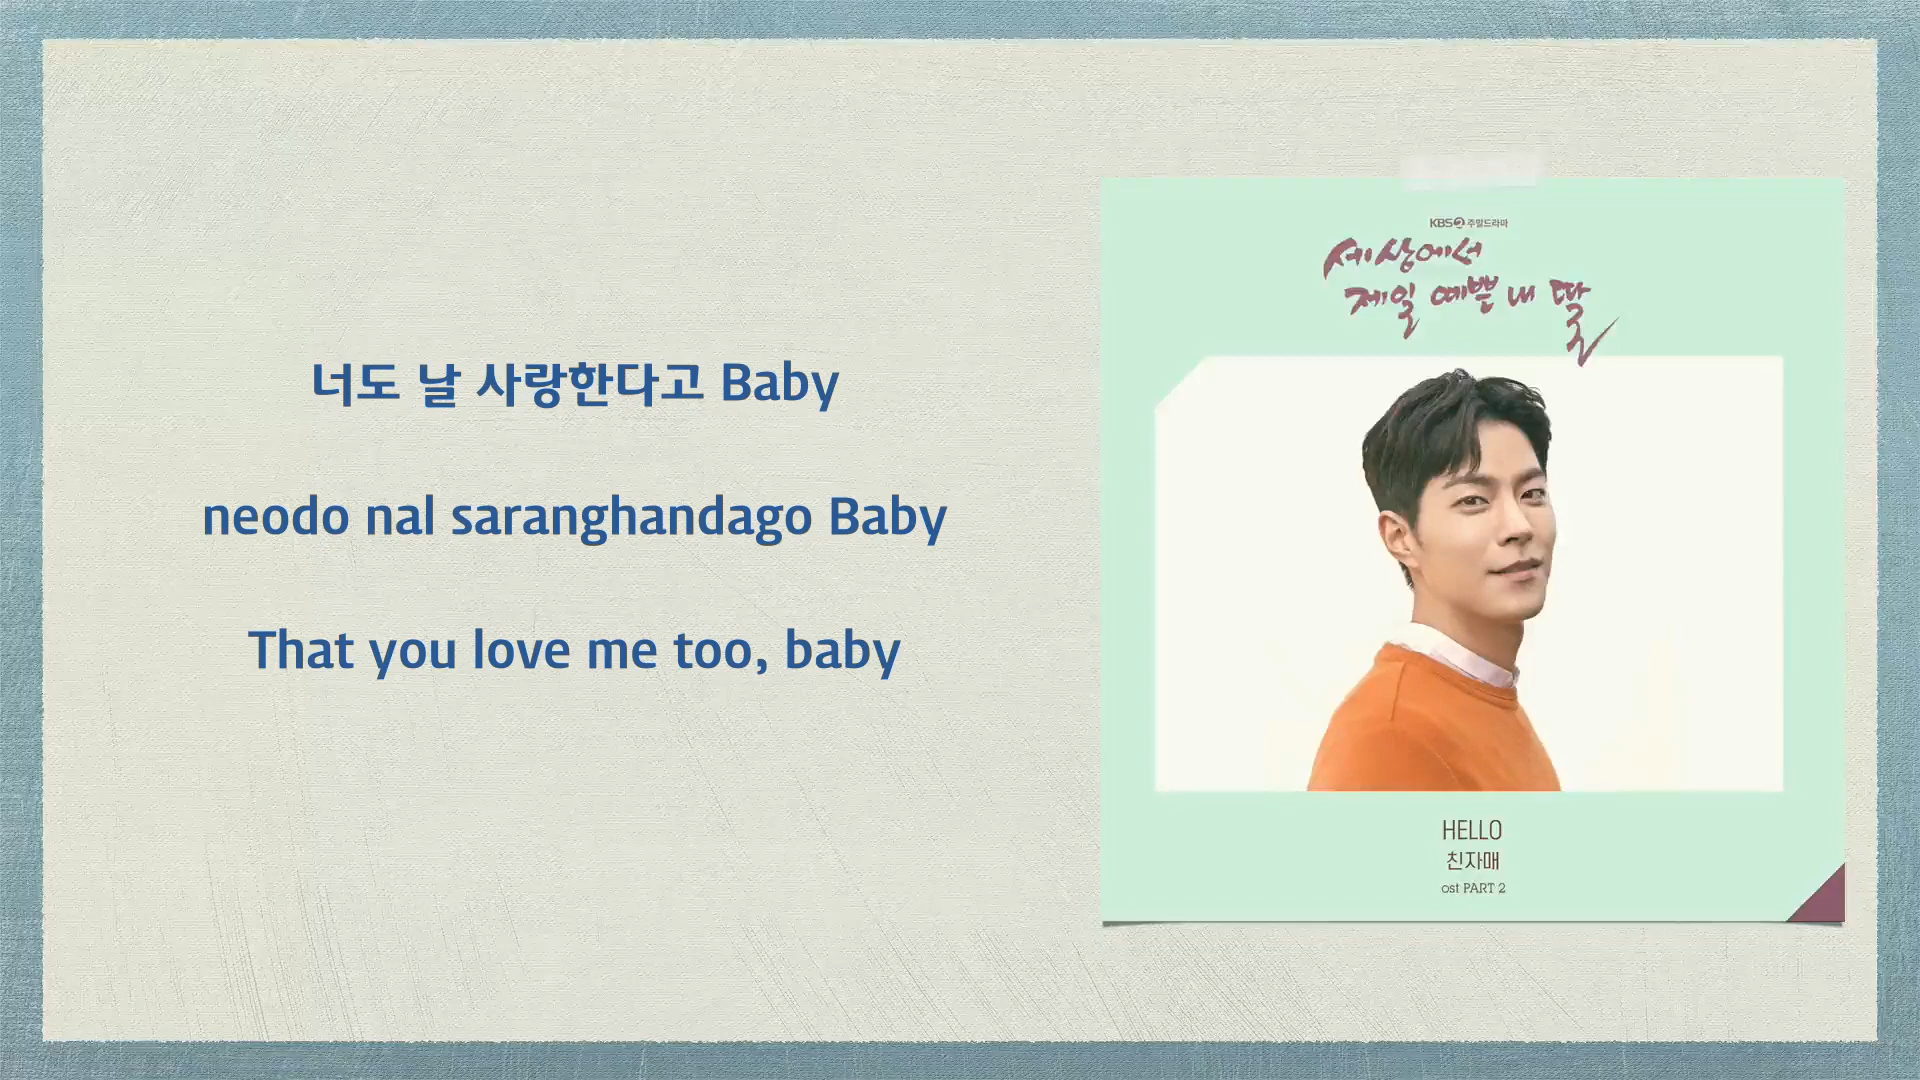 너도 날 사랑한다고 Baby
neodo nal saranghandago Baby
That you love me too, baby
KBS2 주말드라마
세상에서
제일 예쁜 내 딸
HELLO
친자매
ost PART 2